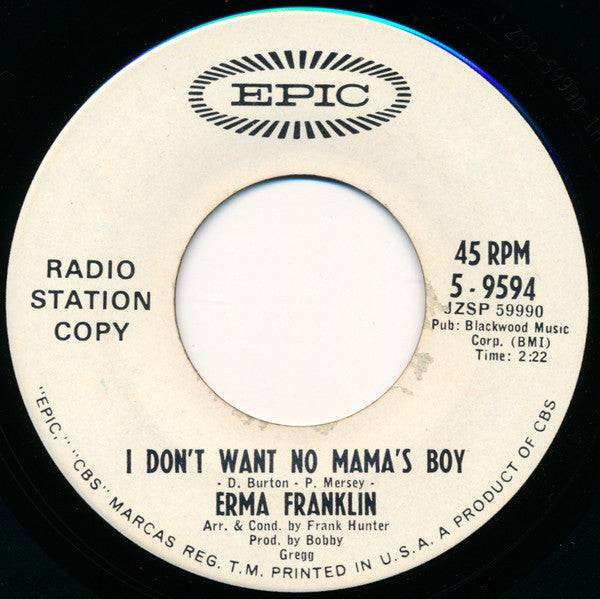 EPIC
RADIO
STATION
COPY
45 RPM
5 - 9594
JZSP 59990
Pub: Blackwood Music
Corp. (BMI)
Time: 2:22
I DON'T WANT NO MAMA'S BOY
- D. Burton - P. Mersey -
ERMA FRANKLIN
Arr. & Cond. by Frank Hunter
Prod. by Bobby
Gregg
"EPIC," "CBS" MARCAS REG. T.M. PRINTED IN U.S.A. A PRODUCT OF CBS